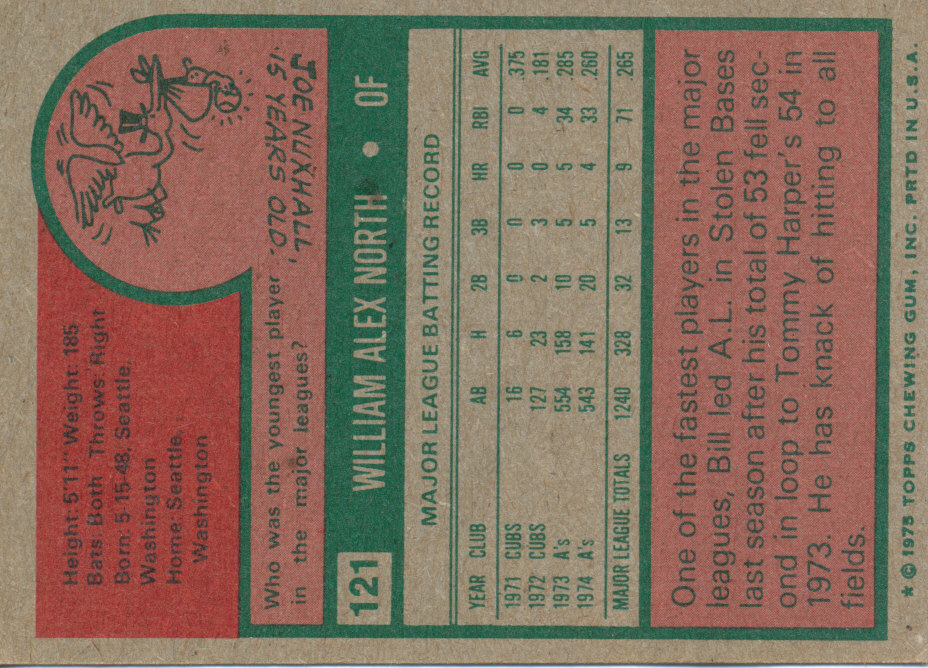 Height: 5'11" Weight: 185
Bats Both Throws: Right
Born: 5-15-48, Seattle,
Washington
Home: Seattle,
Washington
Who was the youngest player
in the major leagues?
JOE NUXHALL,
15 YEARS OLD.
121 WILLIAM ALEX NORTH • OF
MAJOR LEAGUE BATTING RECORD
YEAR CLUB AB H 2B 3B HR RBI AVG
1971 CUBS 16 6 0 0 0 0 .375
1972 CUBS 127 23 2 3 0 4 .181
1973 A's 554 158 10 5 5 34 .285
1974 A's 543 141 20 5 4 33 .260
MAJOR LEAGUE TOTALS 1240 328 32 13 9 71 .265
One of the fastest players in the major
leagues, Bill led A.L. in Stolen Bases
last season after his total of 53 fell sec-
ond in loop to Tommy Harper's 54 in
1973. He has knack of hitting to all
fields.
★ © 1975 TOPPS CHEWING GUM, INC. PRTD IN U.S.A.